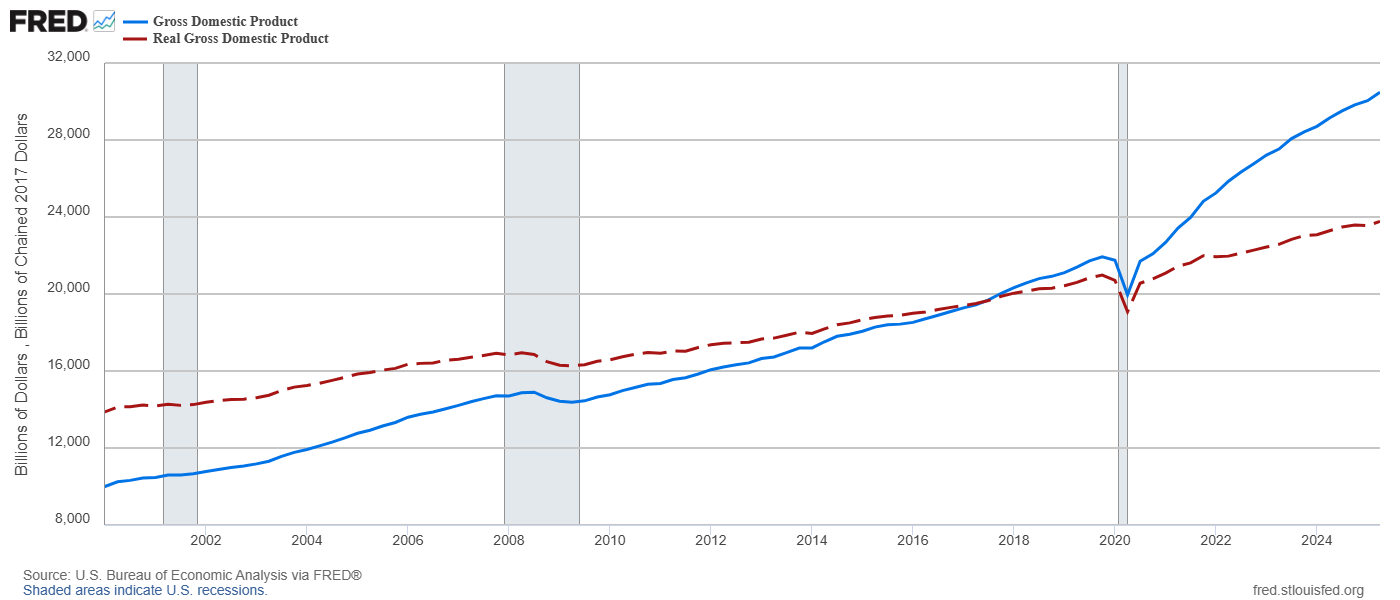 FRED
Gross Domestic Product
Real Gross Domestic Product
Billions of Dollars , Billions of Chained 2017 Dollars
32,000
28,000
24,000
20,000
16,000
12,000
8,000
2002 2004 2006 2008 2010 2012 2014 2016 2018 2020 2022 2024
Source: U.S. Bureau of Economic Analysis via FRED®
Shaded areas indicate U.S. recessions.
fred.stlouisfed.org